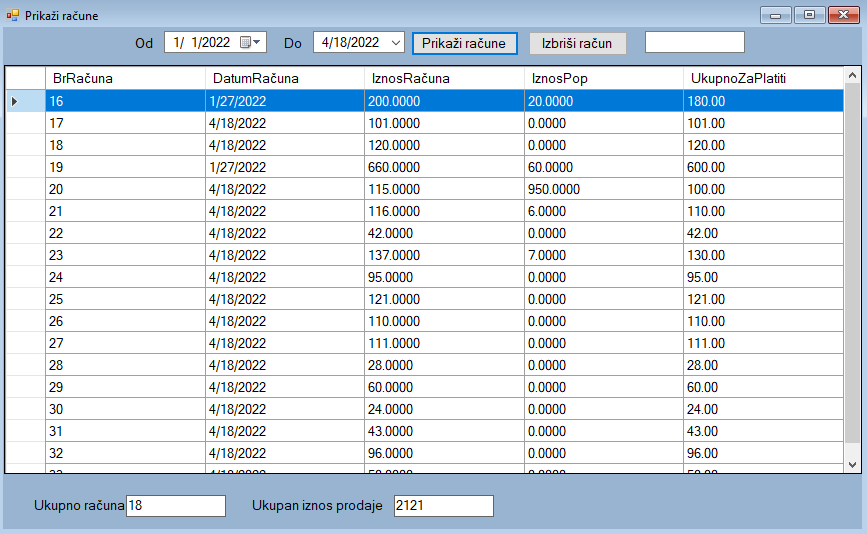 Prikaži račune
Od 1/ 1/2022 Do 4/18/2022 Prikaži račune Izbriši račun
BrRačuna DatumRačuna IznosRačuna IznosPop UkupnoZaPlatiti
16 1/27/2022 200.0000 20.0000 180.00
17 4/18/2022 101.0000 0.0000 101.00
18 4/18/2022 120.0000 0.0000 120.00
19 1/27/2022 660.0000 60.0000 600.00
20 4/18/2022 115.0000 950.0000 100.00
21 4/18/2022 116.0000 6.0000 110.00
22 4/18/2022 42.0000 0.0000 42.00
23 4/18/2022 137.0000 7.0000 130.00
24 4/18/2022 95.0000 0.0000 95.00
25 4/18/2022 121.0000 0.0000 121.00
26 4/18/2022 110.0000 0.0000 110.00
27 4/18/2022 111.0000 0.0000 111.00
28 4/18/2022 28.0000 0.0000 28.00
29 4/18/2022 60.0000 0.0000 60.00
30 4/18/2022 24.0000 0.0000 24.00
31 4/18/2022 43.0000 0.0000 43.00
32 4/18/2022 96.0000 0.0000 96.00
Ukupno računa 18 Ukupan iznos prodaje 2121